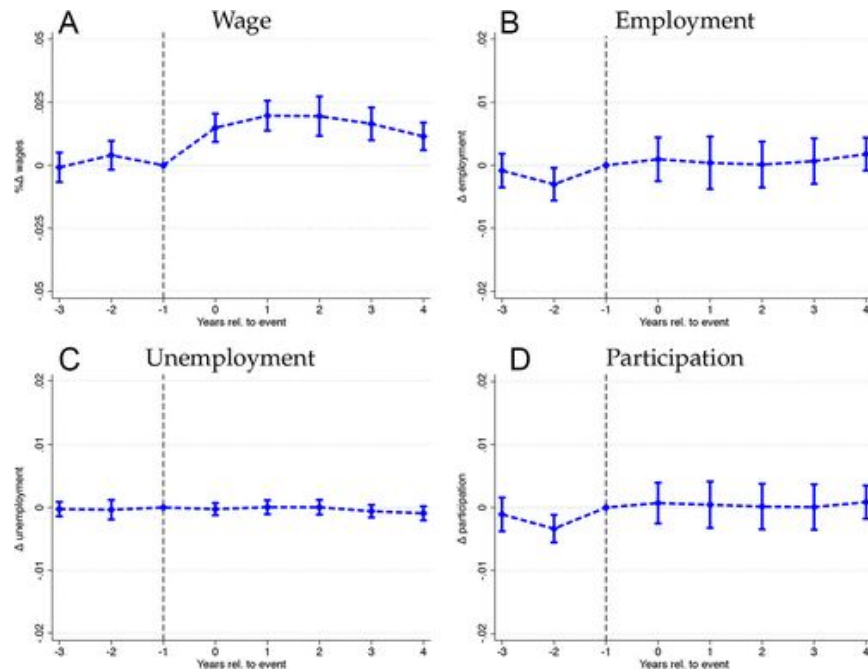 A Wage
.05
.025
0
-.025
-.05
%Δ wages
-3 -2 -1 0 1 2 3 4
Years rel. to event
B Employment
.02
.01
0
-.01
-.02
Δ employment
-3 -2 -1 0 1 2 3 4
Years rel. to event
C Unemployment
.02
.01
0
-.01
-.02
Δ unemployment
-3 -2 -1 0 1 2 3 4
Years rel. to event
D Participation
.02
.01
0
-.01
-.02
Δ participation
-3 -2 -1 0 1 2 3 4
Years rel. to event